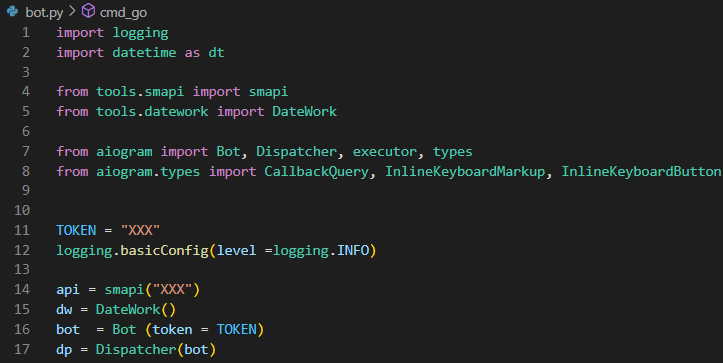 bot.py > cmd_go
1 import logging
2 import datetime as dt
3
4 from tools.smapi import smapi
5 from tools.datework import DateWork
6
7 from aiogram import Bot, Dispatcher, executor, types
8 from aiogram.types import CallbackQuery, InlineKeyboardMarkup, InlineKeyboardButton
9
10
11 TOKEN = "XXX"
12 logging.basicConfig(level =logging.INFO)
13
14 api = smapi("XXX")
15 dw = DateWork()
16 bot  = Bot (token = TOKEN)
17 dp = Dispatcher(bot)